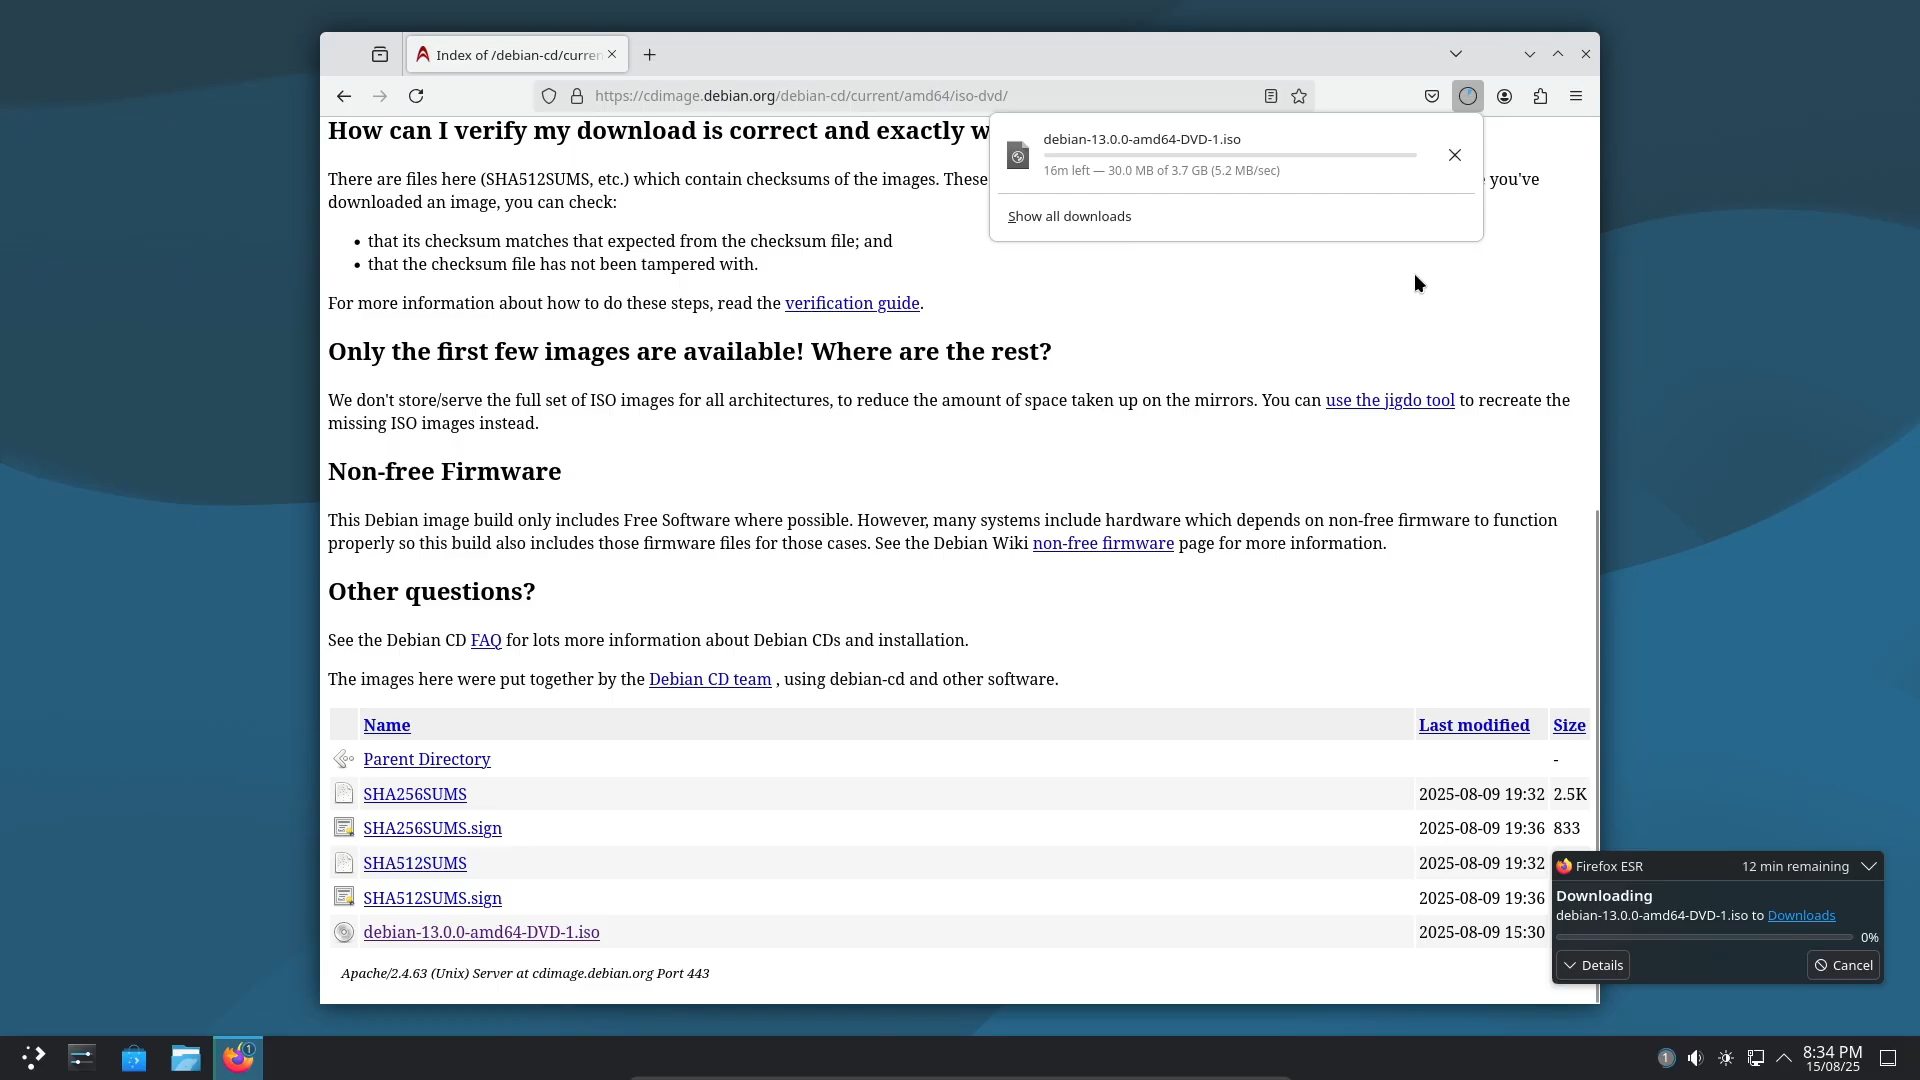 Index of /debian-cd/curren
https://cdimage.debian.org/debian-cd/current/amd64/iso-dvd/
debian-13.0.0-amd64-DVD-1.iso
16m left — 30.0 MB of 3.7 GB (5.2 MB/sec)
Show all downloads
How can I verify my download is correct and exactly w
There are files here (SHA512SUMS, etc.) which contain checksums of the images. These you've
downloaded an image, you can check:
• that its checksum matches that expected from the checksum file; and
• that the checksum file has not been tampered with.
For more information about how to do these steps, read the verification guide.
Only the first few images are available! Where are the rest?
We don't store/serve the full set of ISO images for all architectures, to reduce the amount of space taken up on the mirrors. You can use the jigdo tool to recreate the
missing ISO images instead.
Non-free Firmware
This Debian image build only includes Free Software where possible. However, many systems include hardware which depends on non-free firmware to function
properly so this build also includes those firmware files for those cases. See the Debian Wiki non-free firmware page for more information.
Other questions?
See the Debian CD FAQ for lots more information about Debian CDs and installation.
The images here were put together by the Debian CD team , using debian-cd and other software.
Name Last modified Size
Parent Directory -
SHA256SUMS 2025-08-09 19:32 2.5K
SHA256SUMS.sign 2025-08-09 19:36 833
SHA512SUMS 2025-08-09 19:32
SHA512SUMS.sign 2025-08-09 19:36
debian-13.0.0-amd64-DVD-1.iso 2025-08-09 15:30
Apache/2.4.63 (Unix) Server at cdimage.debian.org Port 443
Firefox ESR 12 min remaining
Downloading
debian-13.0.0-amd64-DVD-1.iso to Downloads
0%
Details Cancel
1
1
8:34 PM
15/08/25